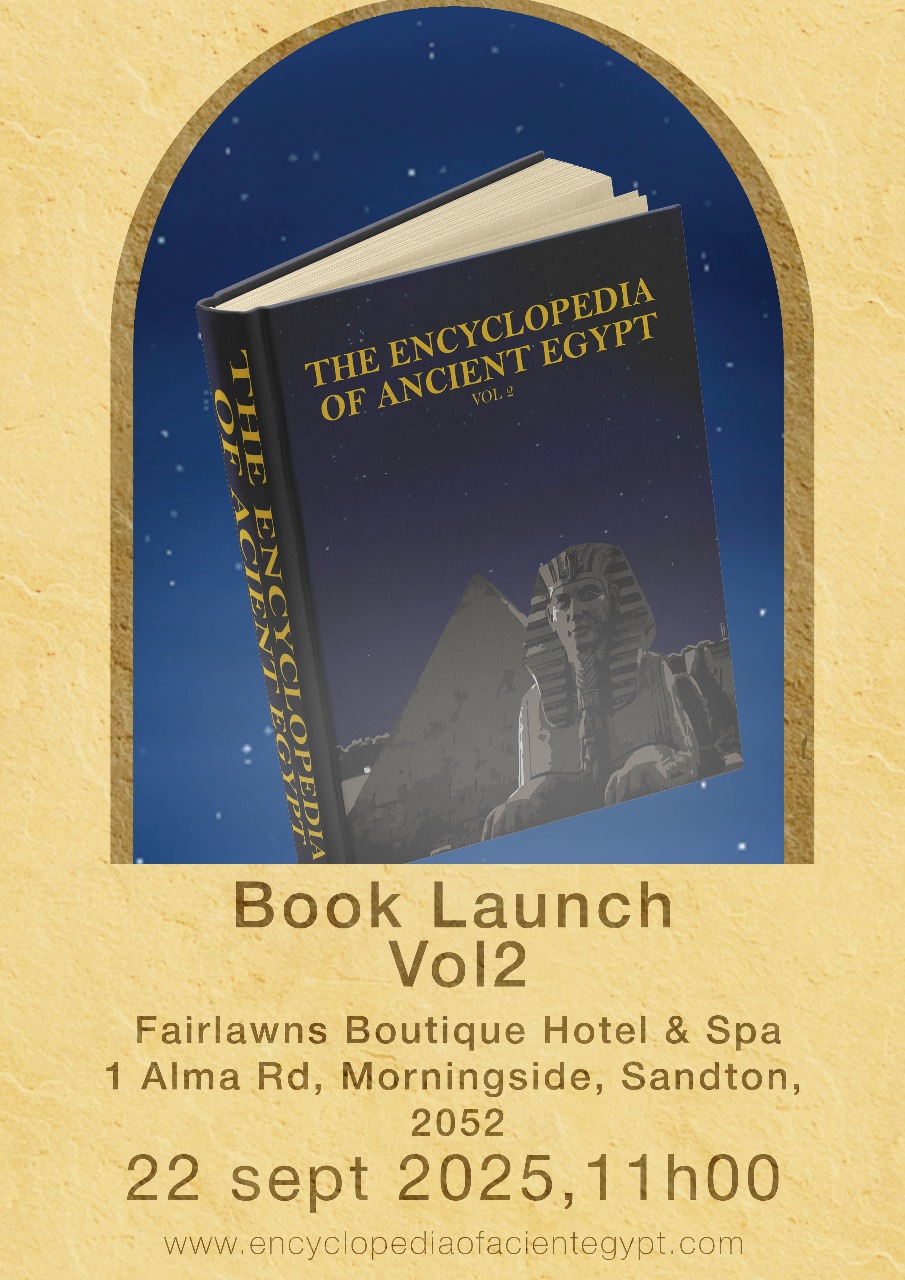 THE ENCYCLOPEDIA
OF ANCIENT EGYPT
VOL 2
THE ENCYCLOPEDIA
OF ACIENT EGYPT
Book Launch
Vol2
Fairlawns Boutique Hotel & Spa
1 Alma Rd, Morningside, Sandton,
2052
22 sept 2025,11h00
www.encyclopediaofacientegypt.com